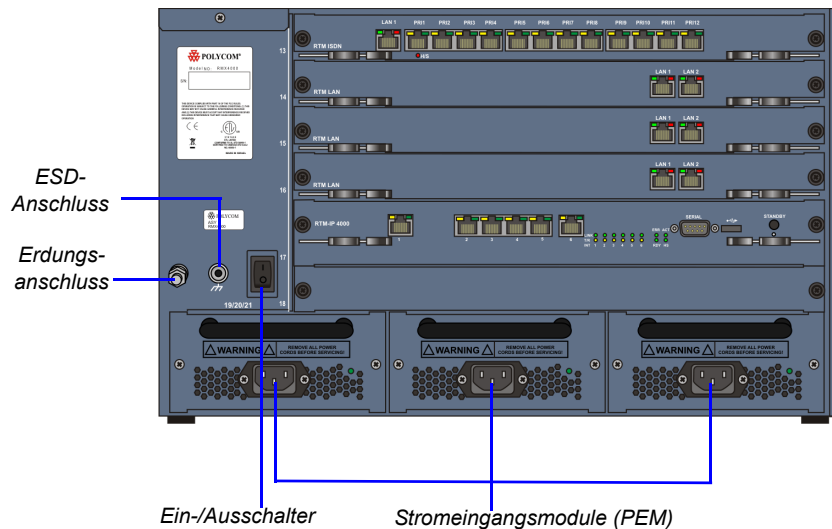 LAN 1 PRI1 PRI2 PRI3 PRI4 PRI5 PRI6 PRI7 PRI8 PRI9 PRI10 PRI11 PRI12
13 RTM ISDN
H/S
POLYCOM®
Model NO: RMX4000
S/N
LAN 1 LAN 2
14 RTM LAN
LAN 1 LAN 2
15 RTM LAN
LAN 1 LAN 2
16 RTM LAN
ESD-
Anschluss
POLYCOM
RTM-IP 4000
1 2 3 4 5 6
SERIAL
STANDBY
17
Erdungs-
anschluss
18
19/20/21
WARNING REMOVE ALL POWER
CORDS BEFORE SERVICING!
WARNING REMOVE ALL POWER
CORDS BEFORE SERVICING!
WARNING REMOVE ALL POWER
CORDS BEFORE SERVICING!
Ein-/Ausschalter
Stromeingangsmodule (PEM)